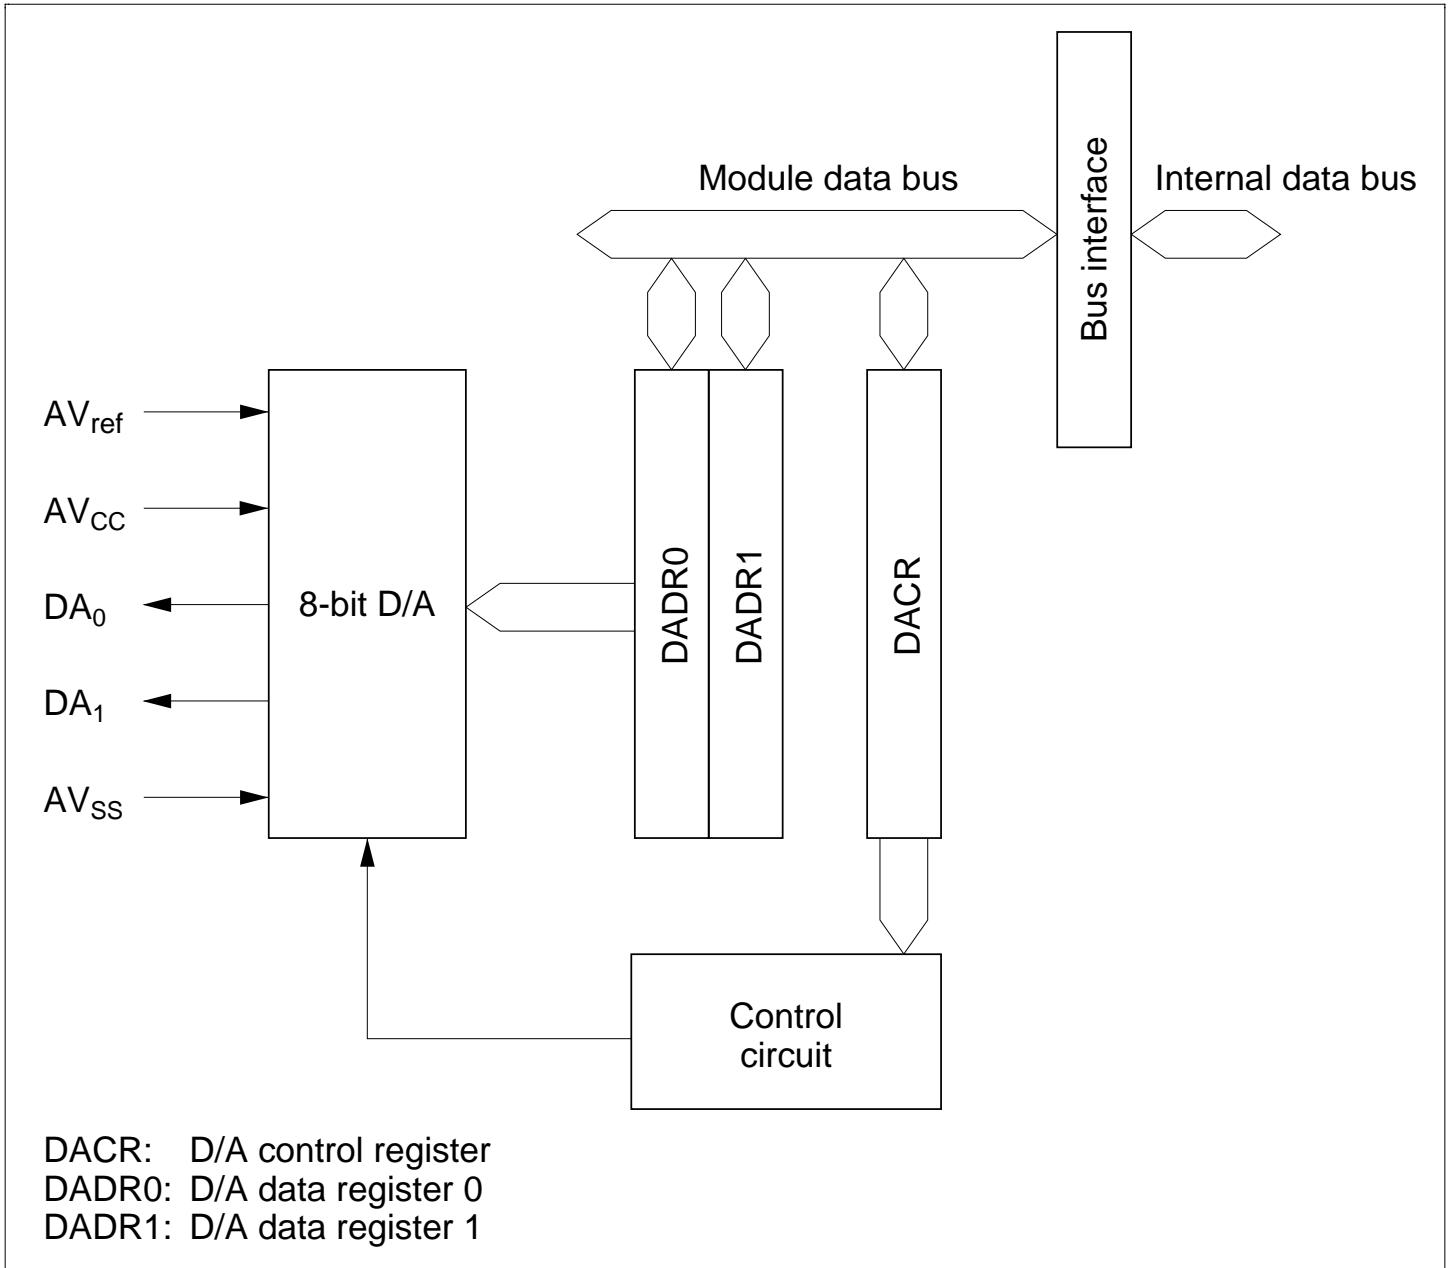 Module data bus
Internal data bus
Bus interface
AVref
AVCC
DA0
DA1
AVSS
8-bit D/A
DADR0
DADR1
DACR
Control
circuit
DACR: D/A control register
DADR0: D/A data register 0
DADR1: D/A data register 1